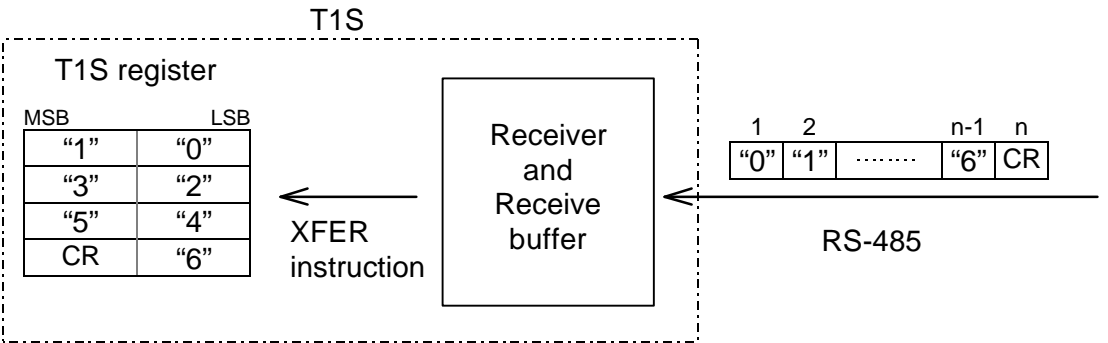 T1S
T1S register
MSB LSB
“1” “0”
“3” “2”
“5” “4”
CR “6”
XFER
instruction
Receiver
and
Receive
buffer
1 2 n-1 n
“0” “1” ········ “6” CR
RS-485